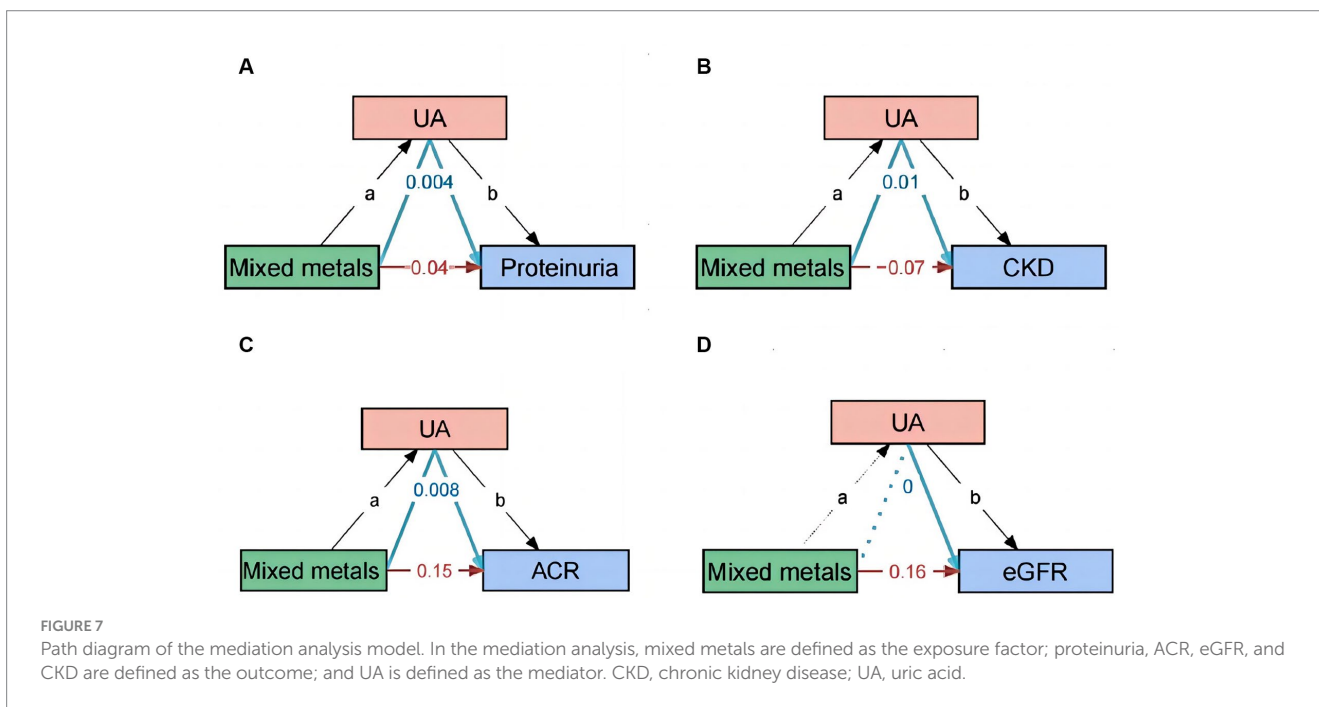 A
UA
0.004
a
b
Mixed metals
-0.04
Proteinuria
B
UA
0.01
a
b
Mixed metals
-0.07
CKD
C
UA
0.008
a
b
Mixed metals
0.15
ACR
D
UA
0
a
b
Mixed metals
0.16
eGFR
FIGURE 7
Path diagram of the mediation analysis model. In the mediation analysis, mixed metals are defined as the exposure factor; proteinuria, ACR, eGFR, and
CKD are defined as the outcome; and UA is defined as the mediator. CKD, chronic kidney disease; UA, uric acid.